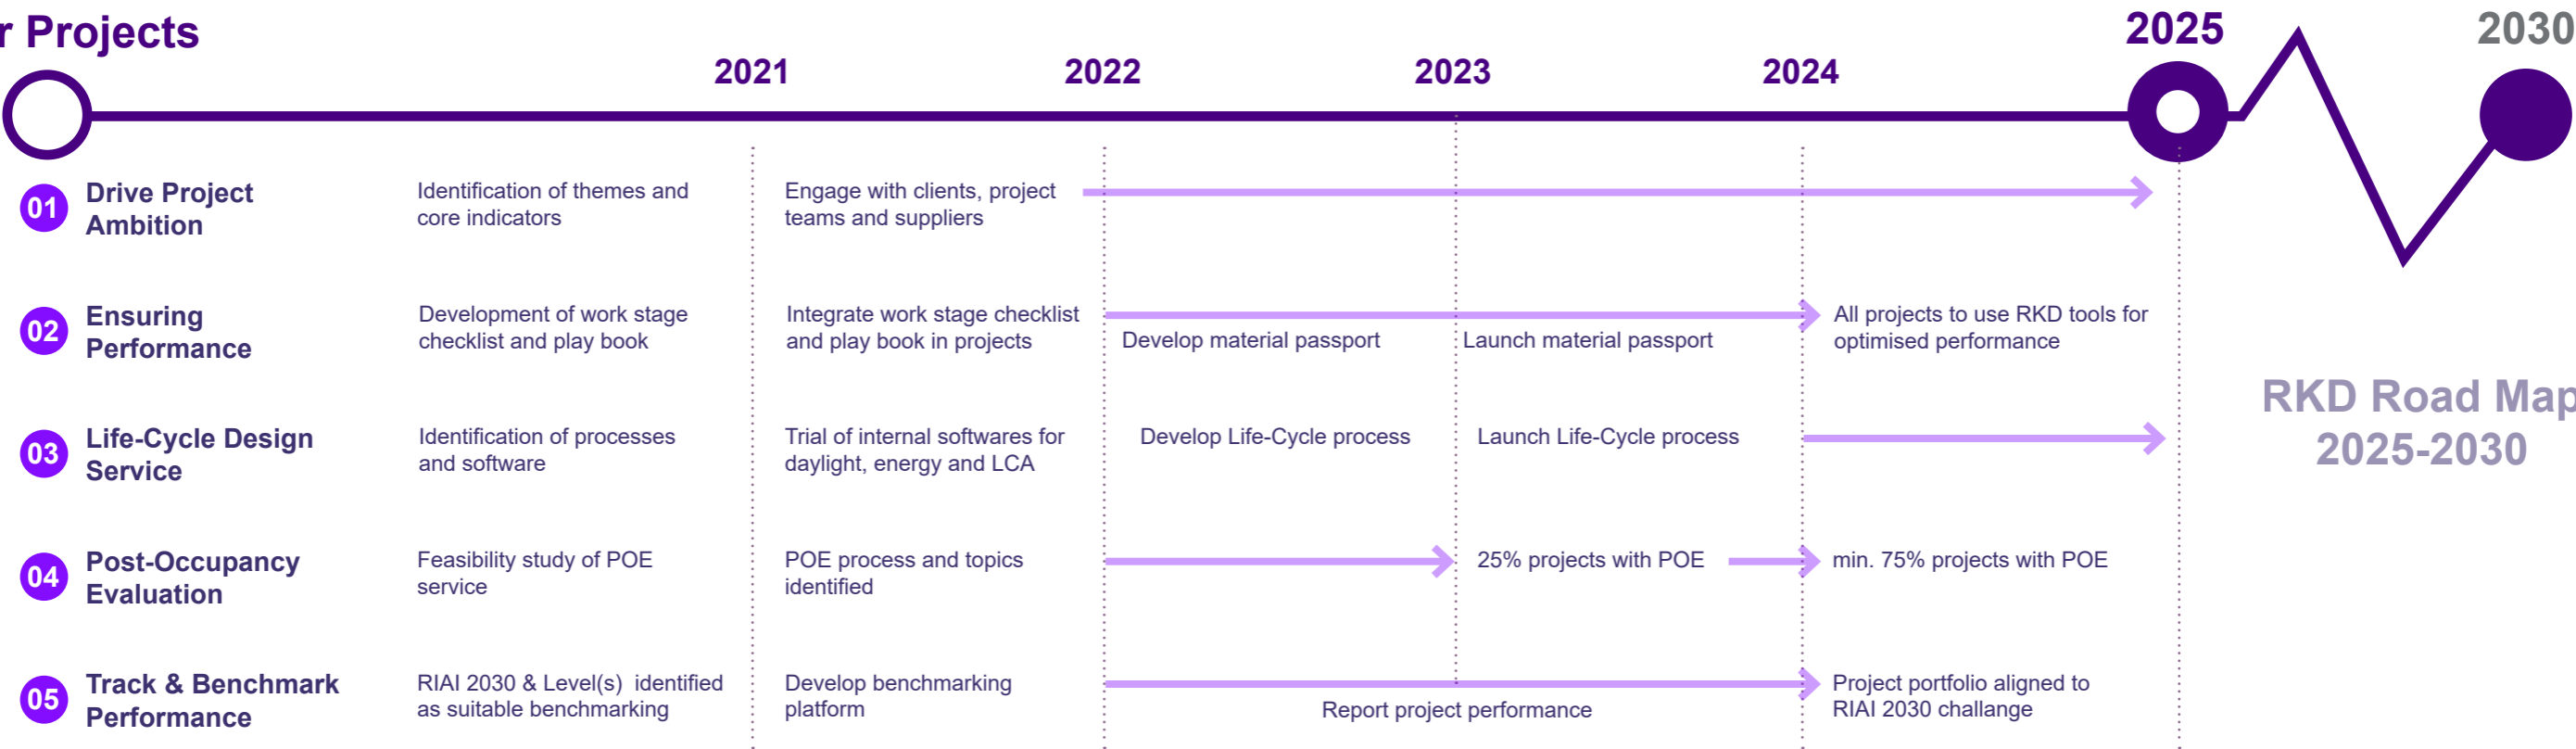 r Projects
2021
2022
2023
2024
2025
2030
01
Drive Project
Ambition
Identification of themes and
core indicators
Engage with clients, project
teams and suppliers
02
Ensuring
Performance
Development of work stage
checklist and play book
Integrate work stage checklist
and play book in projects
Develop material passport
Launch material passport
All projects to use RKD tools for
optimised performance
03
Life-Cycle Design
Service
Identification of processes
and software
Trial of internal softwares for
daylight, energy and LCA
Develop Life-Cycle process
Launch Life-Cycle process
RKD Road Map
2025-2030
04
Post-Occupancy
Evaluation
Feasibility study of POE
service
POE process and topics
identified
25% projects with POE
min. 75% projects with POE
05
Track & Benchmark
Performance
RIAI 2030 & Level(s) identified
as suitable benchmarking
Develop benchmarking
platform
Report project performance
Project portfolio aligned to
RIAI 2030 challange